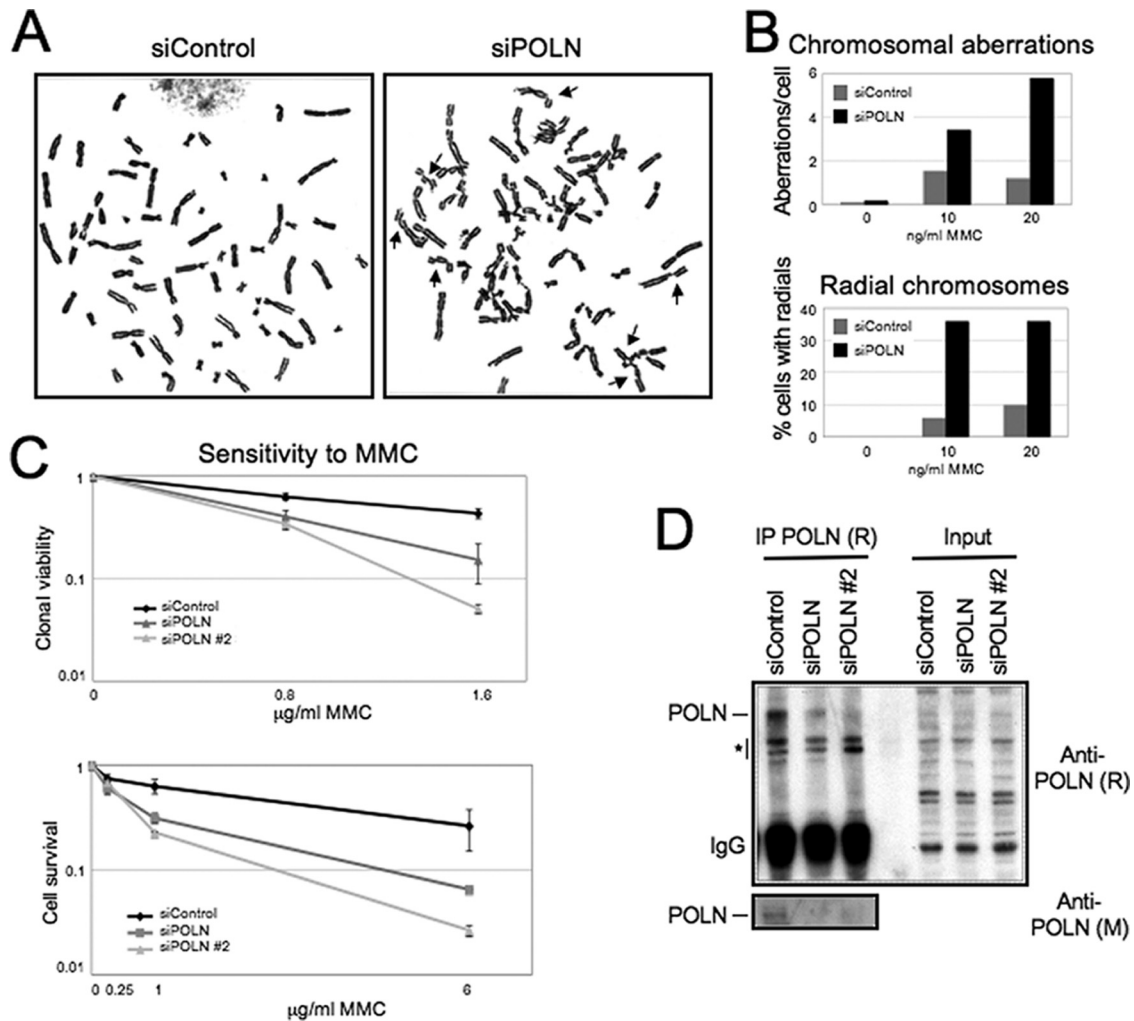 A
siControl
siPOLN
B
Chromosomal aberrations
Aberrations/cell
6
4
2
0
siControl
siPOLN
0
10
20
ng/ml MMC
Radial chromosomes
% cells with radials
40
30
20
10
0
siControl
siPOLN
0
10
20
ng/ml MMC
C
Sensitivity to MMC
Clonal viability
1
0.1
0.01
siControl
siPOLN
siPOLN #2
0
0.8
1.6
µg/ml MMC
Cell survival
1
0.1
0.01
siControl
siPOLN
siPOLN #2
0
0.25
1
6
µg/ml MMC
D
IP POLN (R)
Input
siControl
siPOLN
siPOLN #2
siControl
siPOLN
siPOLN #2
POLN –
*
IgG
Anti-
POLN (R)
POLN –
Anti-
POLN (M)